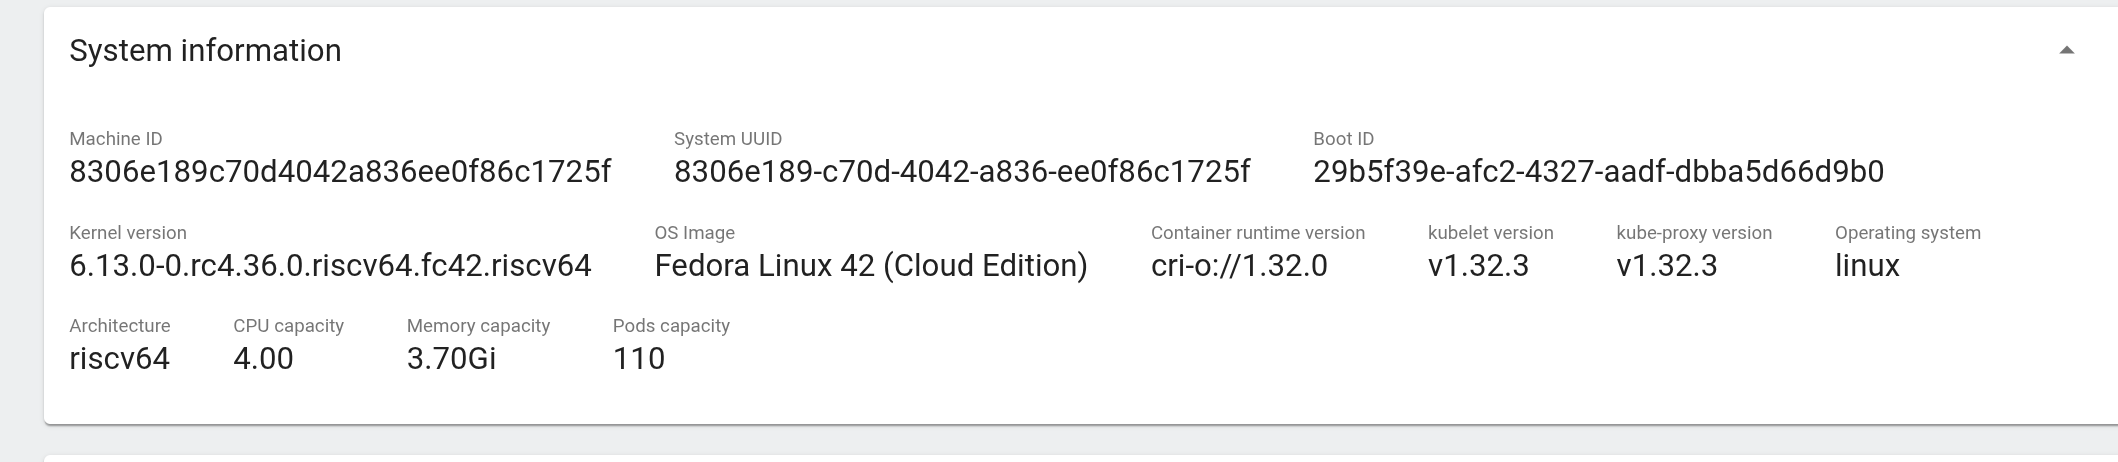 System information
Machine ID System UUID Boot ID
8306e189c70d4042a836ee0f86c1725f 8306e189-c70d-4042-a836-ee0f86c1725f 29b5f39e-afc2-4327-aadf-dbba5d66d9b0
Kernel version OS Image Container runtime version kubelet version kube-proxy version Operating system
6.13.0-0.rc4.36.0.riscv64.fc42.riscv64 Fedora Linux 42 (Cloud Edition) cri-o://1.32.0 v1.32.3 v1.32.3 linux
Architecture CPU capacity Memory capacity Pods capacity
riscv64 4.00 3.70Gi 110